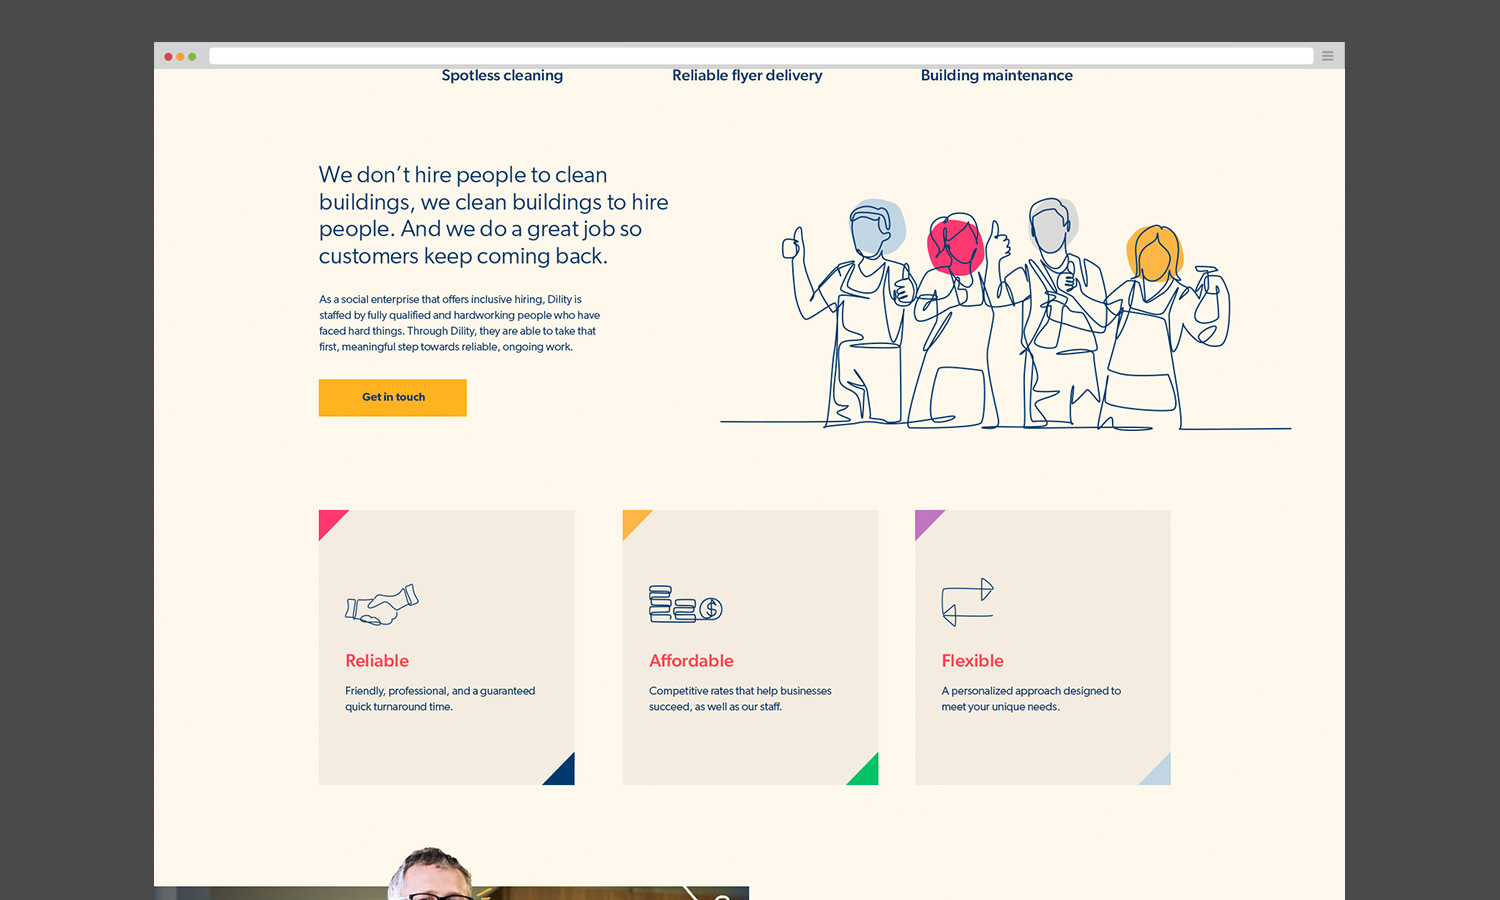 Spotless cleaning
Reliable flyer delivery
Building maintenance
We don’t hire people to clean
buildings, we clean buildings to hire
people. And we do a great job so
customers keep coming back.
As a social enterprise that offers inclusive hiring, Dility is
staffed by fully qualified and hardworking people who have
faced hard things. Through Dility, they are able to take that
first, meaningful step towards reliable, ongoing work.
Get in touch
$
Reliable
Friendly, professional, and a guaranteed
quick turnaround time.
Affordable
Competitive rates that help businesses
succeed, as well as our staff.
Flexible
A personalized approach designed to
meet your unique needs.